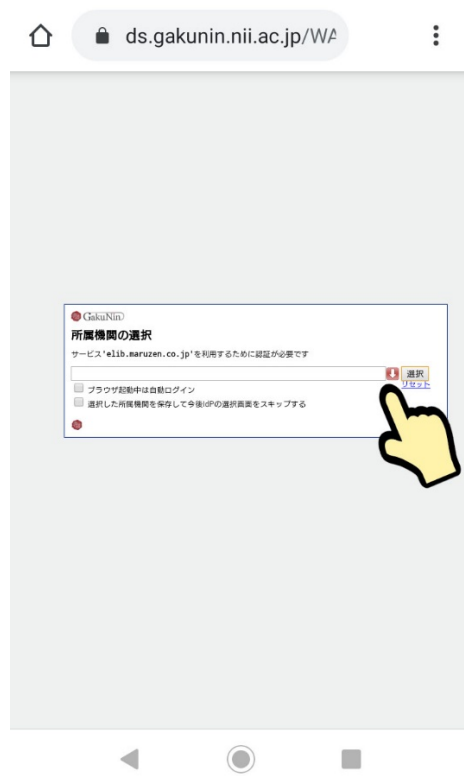 ds.gakunin.nii.ac.jp/WA
GakuNin
所属機関の選択
サービス'elib.maruzen.co.jp'を利用するために認証が必要です
選択
リセット
ブラウザ起動中は自動ログイン
選択した所属機関を保存して今後IdPの選択画面をスキップする